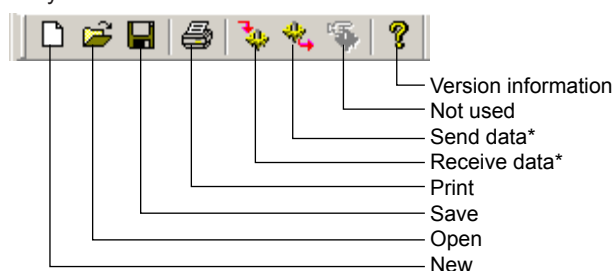 Version information
Not used
Send data*
Receive data*
Print
Save
Open
New